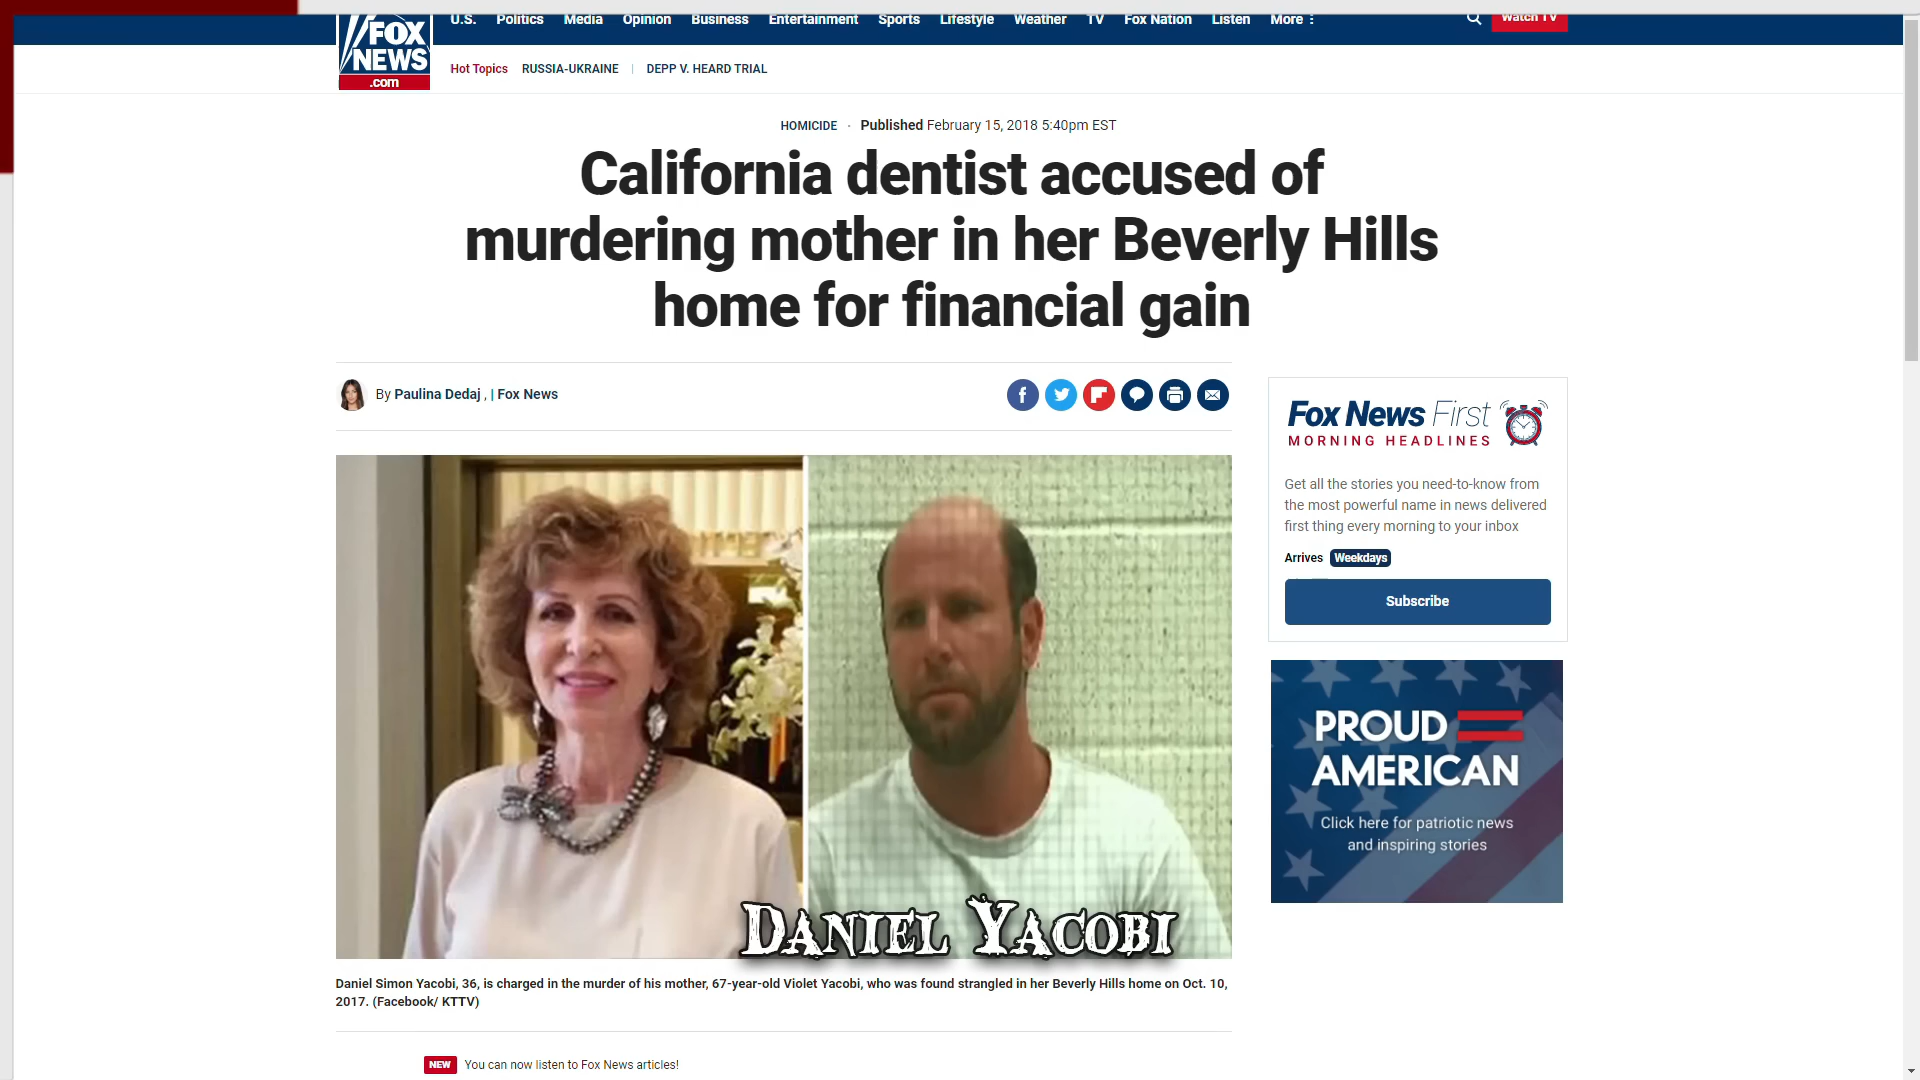 U.S. Politics Media Opinion Business Entertainment Sports Lifestyle Weather TV Fox Nation Listen More Watch TV
FOX
NEWS
.com
Hot Topics RUSSIA-UKRAINE DEPP V. HEARD TRIAL
HOMICIDE · Published February 15, 2018 5:40pm EST
California dentist accused of
murdering mother in her Beverly Hills
home for financial gain
By Paulina Dedaj , | Fox News
Fox News First
MORNING HEADLINES
Get all the stories you need-to-know from
the most powerful name in news delivered
first thing every morning to your inbox
Arrives Weekdays
Subscribe
PROUD
AMERICAN
Click here for patriotic news
and inspiring stories
DANIEL YACOBI
Daniel Simon Yacobi, 36, is charged in the murder of his mother, 67-year-old Violet Yacobi, who was found strangled in her Beverly Hills home on Oct. 10,
2017. (Facebook/ KTTV)
NEW You can now listen to Fox News articles!